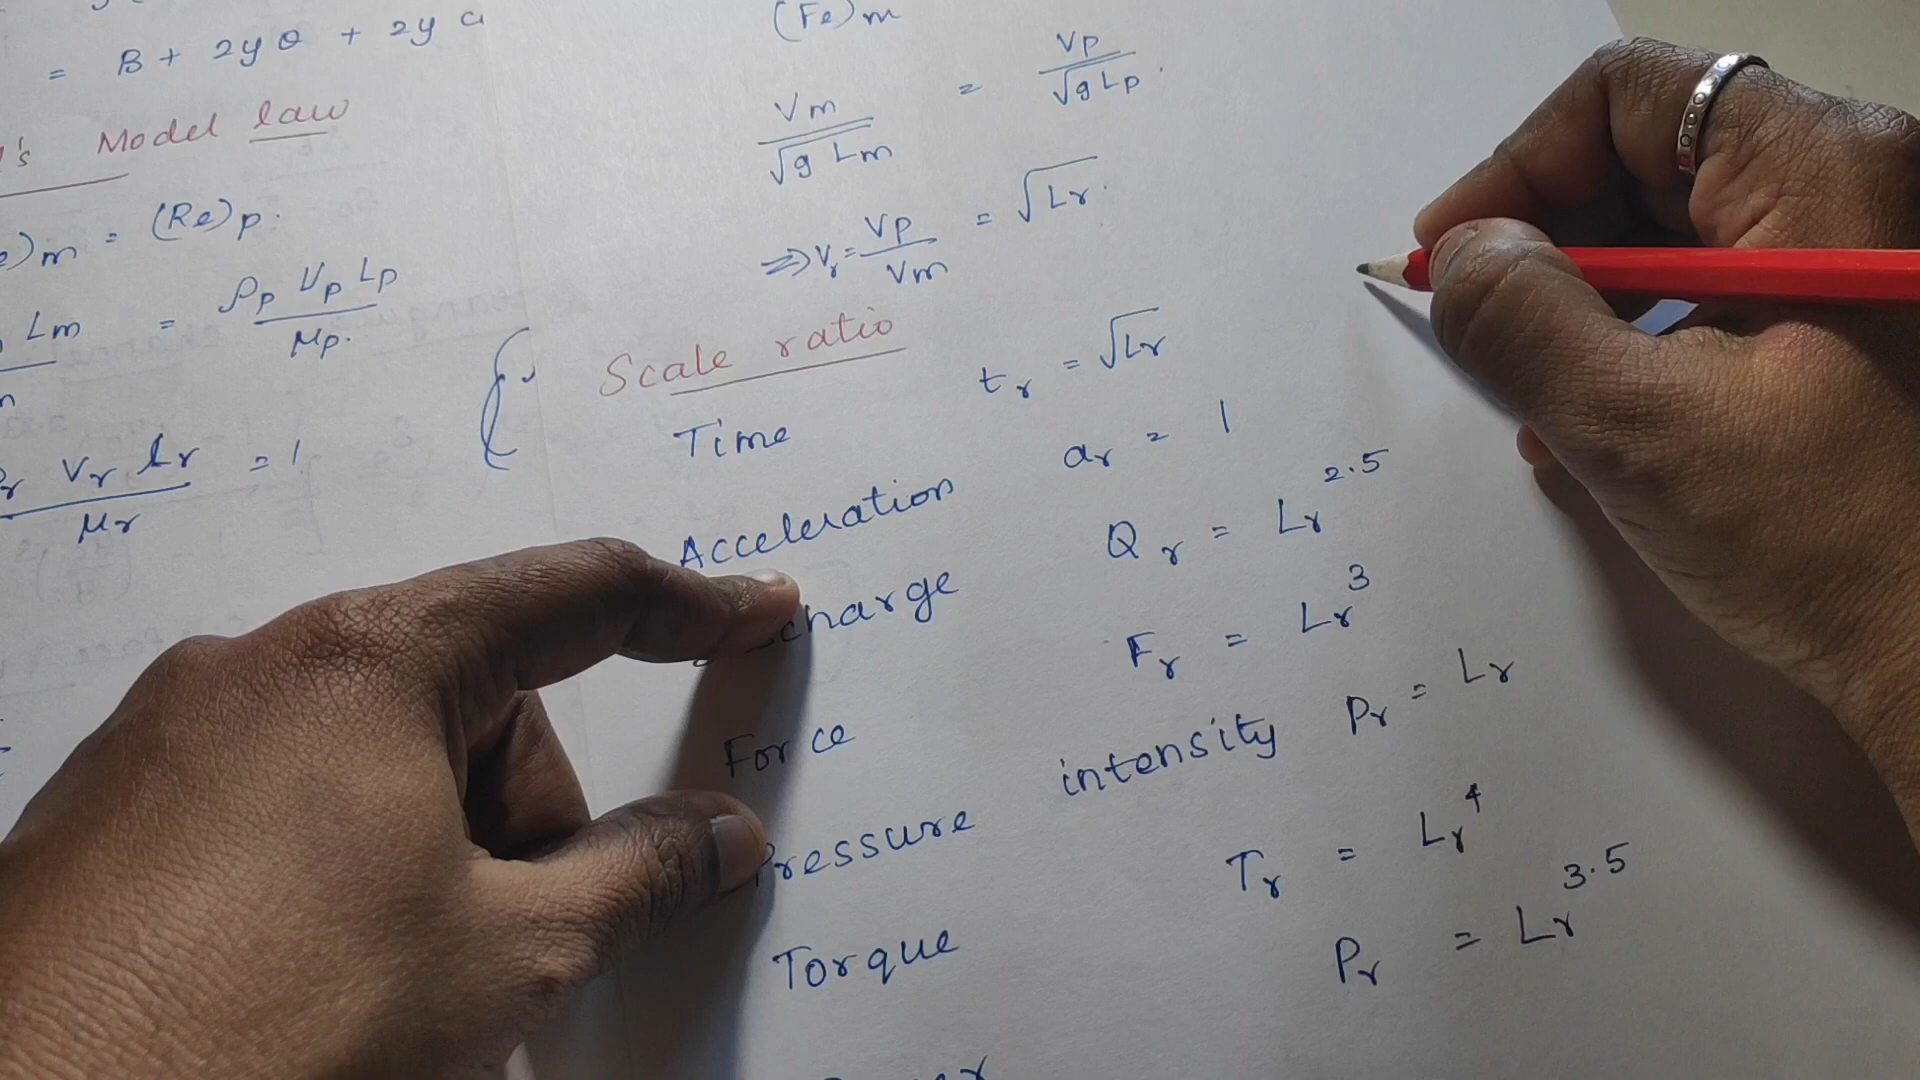 = B + 2yθ + 2y
's Model law
)m = (Re)p.
Lm = ρp Vp Lp
μp.
Vr Lr = 1
μr
(Fe)m
Vm = Vp
√g Lm √g Lp.
⇒ Vr = Vp = √Lr.
Vm
Scale ratio
Time tr = √Lr
Acceleration ar = 1
charge Qr = Lr^2.5
Force Fr = Lr^3
Pressure intensity Pr = Lr
Torque Tr = Lr^4
Pr = Lr^3.5